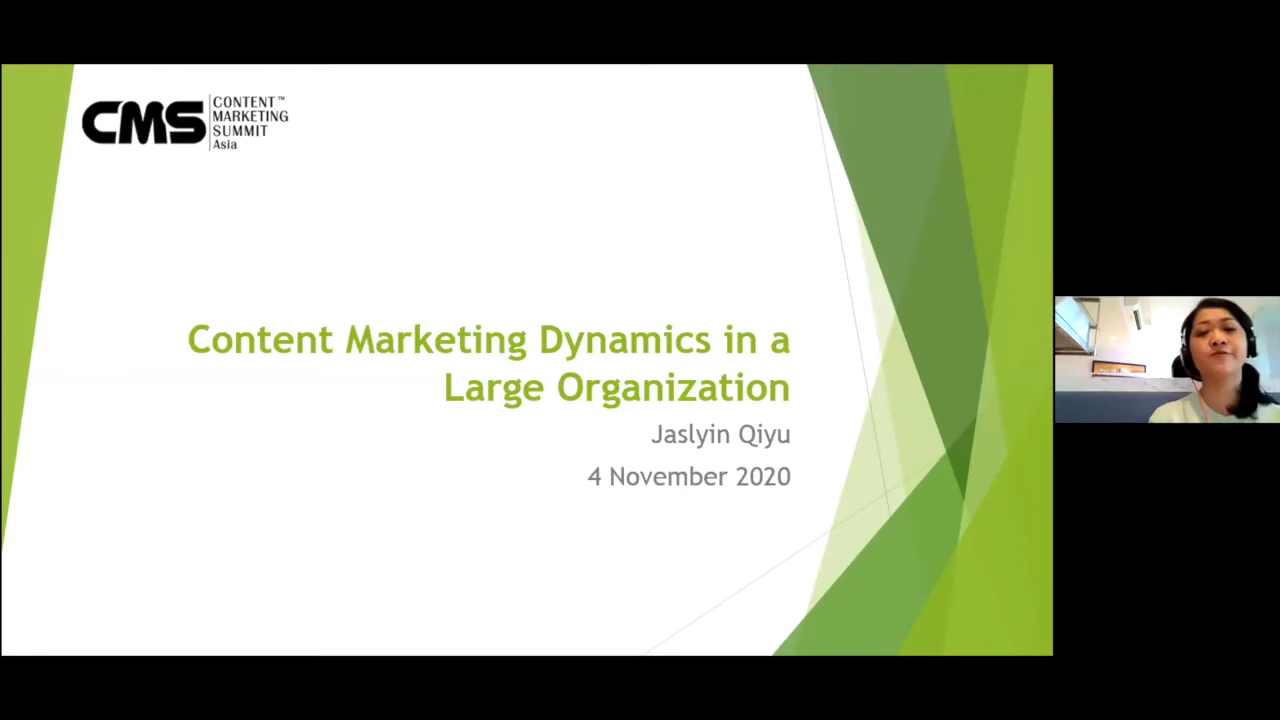 CMS
CONTENT™
MARKETING
SUMMIT
Asia
Content Marketing Dynamics in a
Large Organization
Jaslyin Qiyu
4 November 2020